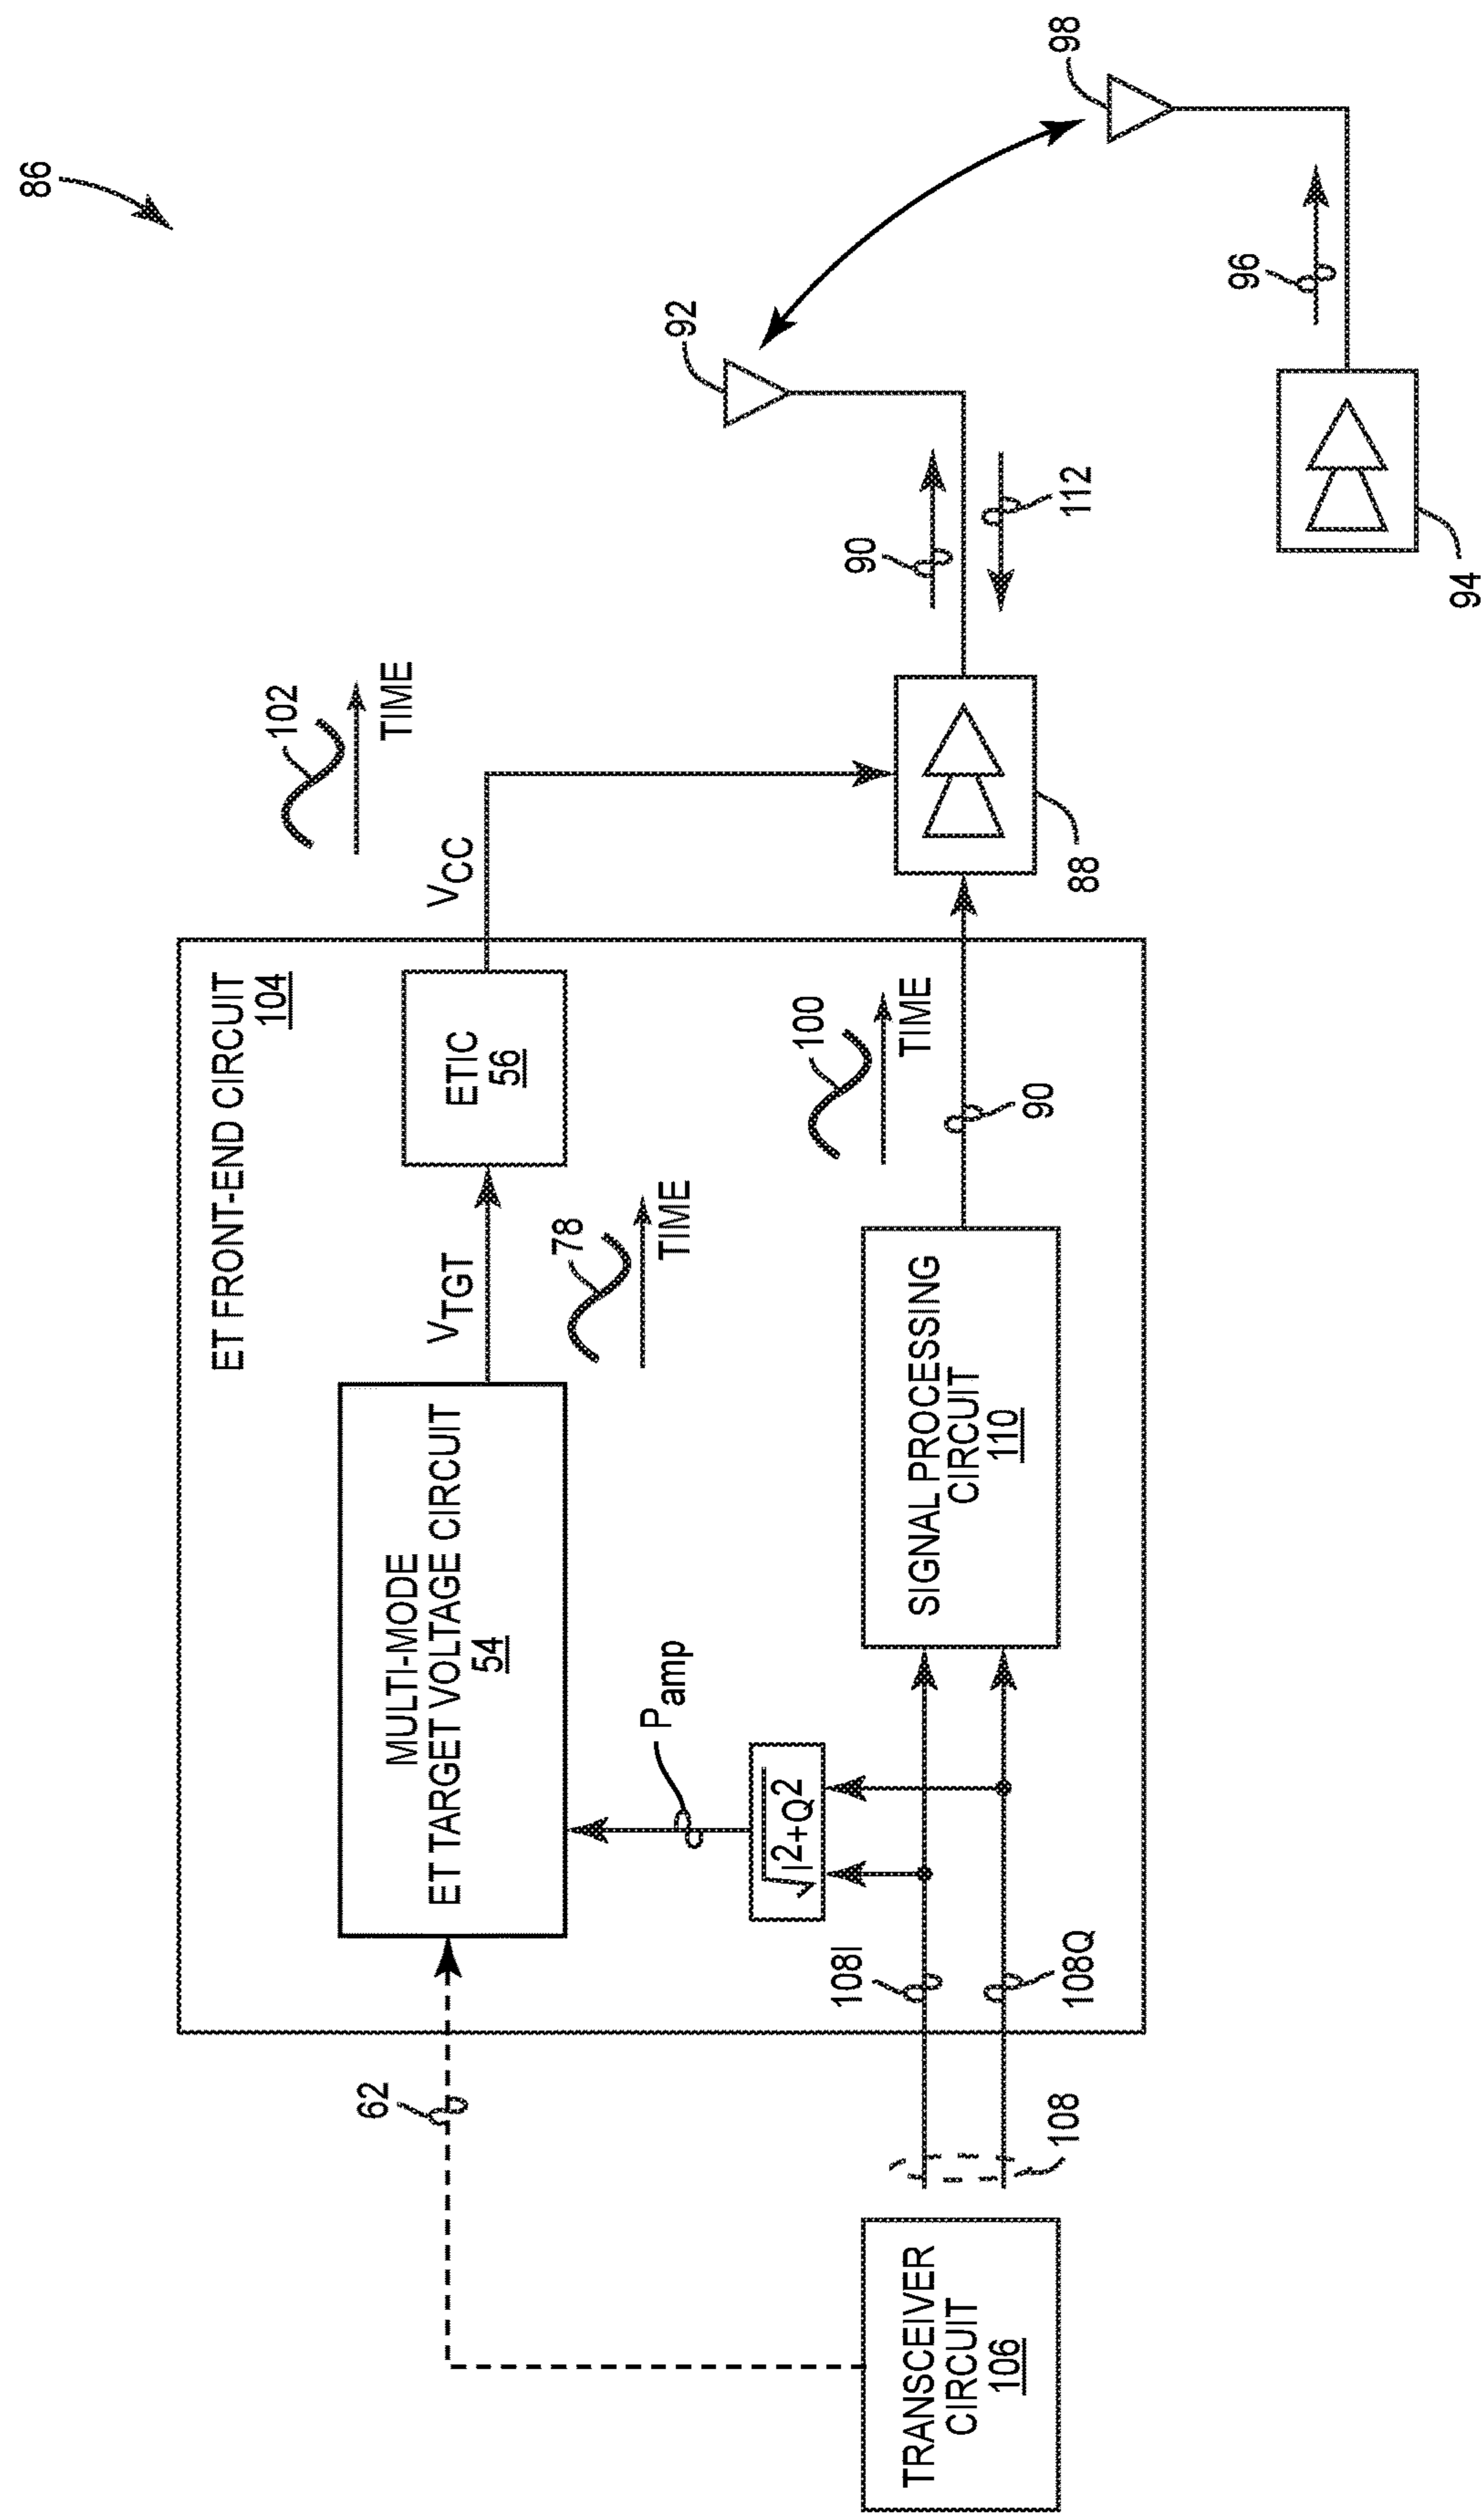 86
ET FRONT-END CIRCUIT
104
62
MULTI-MODE
ET TARGET VOLTAGE CIRCUIT
54
VTGT
78
TIME
ETIC
56
VCC
102
TIME
Pamp
√I2+Q2
TRANSCEIVER
CIRCUIT
106
108
108I
108Q
SIGNAL PROCESSING
CIRCUIT
110
100
TIME
90
88
90
112
92
98
96
94